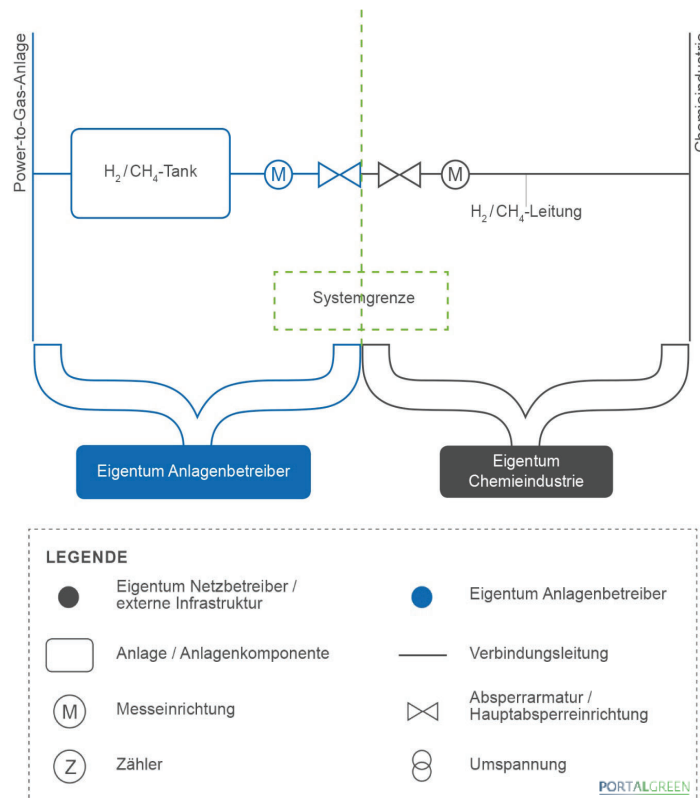 Power-to-Gas-Anlage
Chemieindustrie
H₂/CH₄-Tank
M
M
H₂/CH₄-Leitung
Systemgrenze
Eigentum Anlagenbetreiber
Eigentum
Chemieindustrie
LEGENDE
Eigentum Netzbetreiber /
externe Infrastruktur
Eigentum Anlagenbetreiber
Anlage / Anlagenkomponente
Verbindungsleitung
M
Messeinrichtung
Absperrarmatur /
Hauptabsperreinrichtung
Z
Zähler
Umspannung
PORTALGREEN